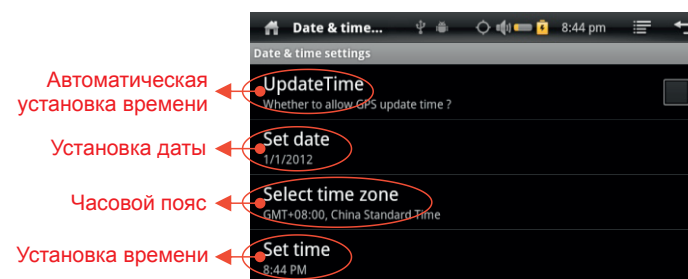 Date & time... 8:44 pm
Date & time settings
Автоматическая
установка времени
UpdateTime
Whether to allow GPS update time ?
Установка даты
Set date
1/1/2012
Часовой пояс
Select time zone
GMT+08:00, China Standard Time
Установка времени
Set time
8:44 PM